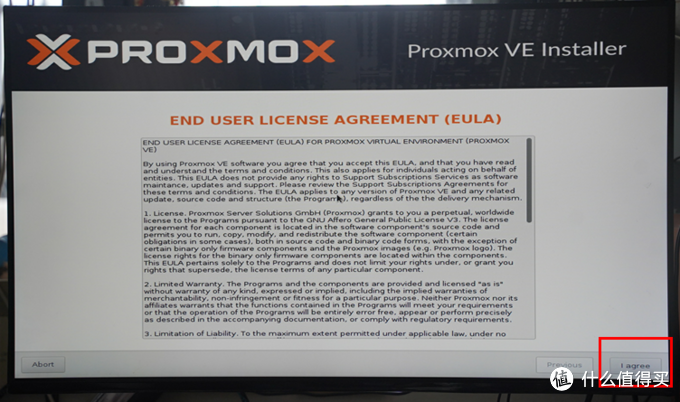 PROXMOX
Proxmox VE Installer
END USER LICENSE AGREEMENT (EULA)
END USER LICENSE AGREEMENT (EULA) FOR PROXMOX VIRTUAL ENVIRONMENT (PROXMOX
VE)
By using Proxmox VE software you agree that you accept this EULA, and that you have read
and understand the terms and conditions. This also applies for individuals acting on behalf of
entities. This EULA does not provide any rights to Support Subscriptions Services as software
maintance, updates and support. Please review the Support Subscriptions Agreements for
these terms and conditions. The EULA applies to any version of Proxmox VE and any related
update, source code and structure (the Programs), regardless of the the delivery mechanism.
1. License. Proxmox Server Solutions GmbH (Proxmox) grants to you a perpetual, worldwide
license to the Programs pursuant to the GNU Affero General Public License V3. The license
agreement for each component is located in the software component's source code and
permits you to run, copy, modify, and redistribute the software component (certain
obligations in some cases), both in source code and binary code forms, with the exception of
certain binary only firmware components and the Proxmox images (e.g. Proxmox logo). The
license rights for the binary only firmware components are located within the components.
This EULA pertains solely to the Programs and does not limit your rights under, or grant you
rights that supersede, the license terms of any particular component.
2. Limited Warranty. The Programs and the components are provided and licensed "as is"
without warranty of any kind, expressed or implied, including the implied warranties of
merchantability, non-infringement or fitness for a particular purpose. Neither Proxmox nor its
affiliates warrants that the functions contained in the Programs will meet your requirements
or that the operation of the Programs will be entirely error free, appear or perform precisely
as described in the accompanying documentation, or comply with regulatory requirements.
3. Limitation of Liability. To the maximum extent permitted under applicable law, under no
Abort
Previous
I agree
值 什么值得买